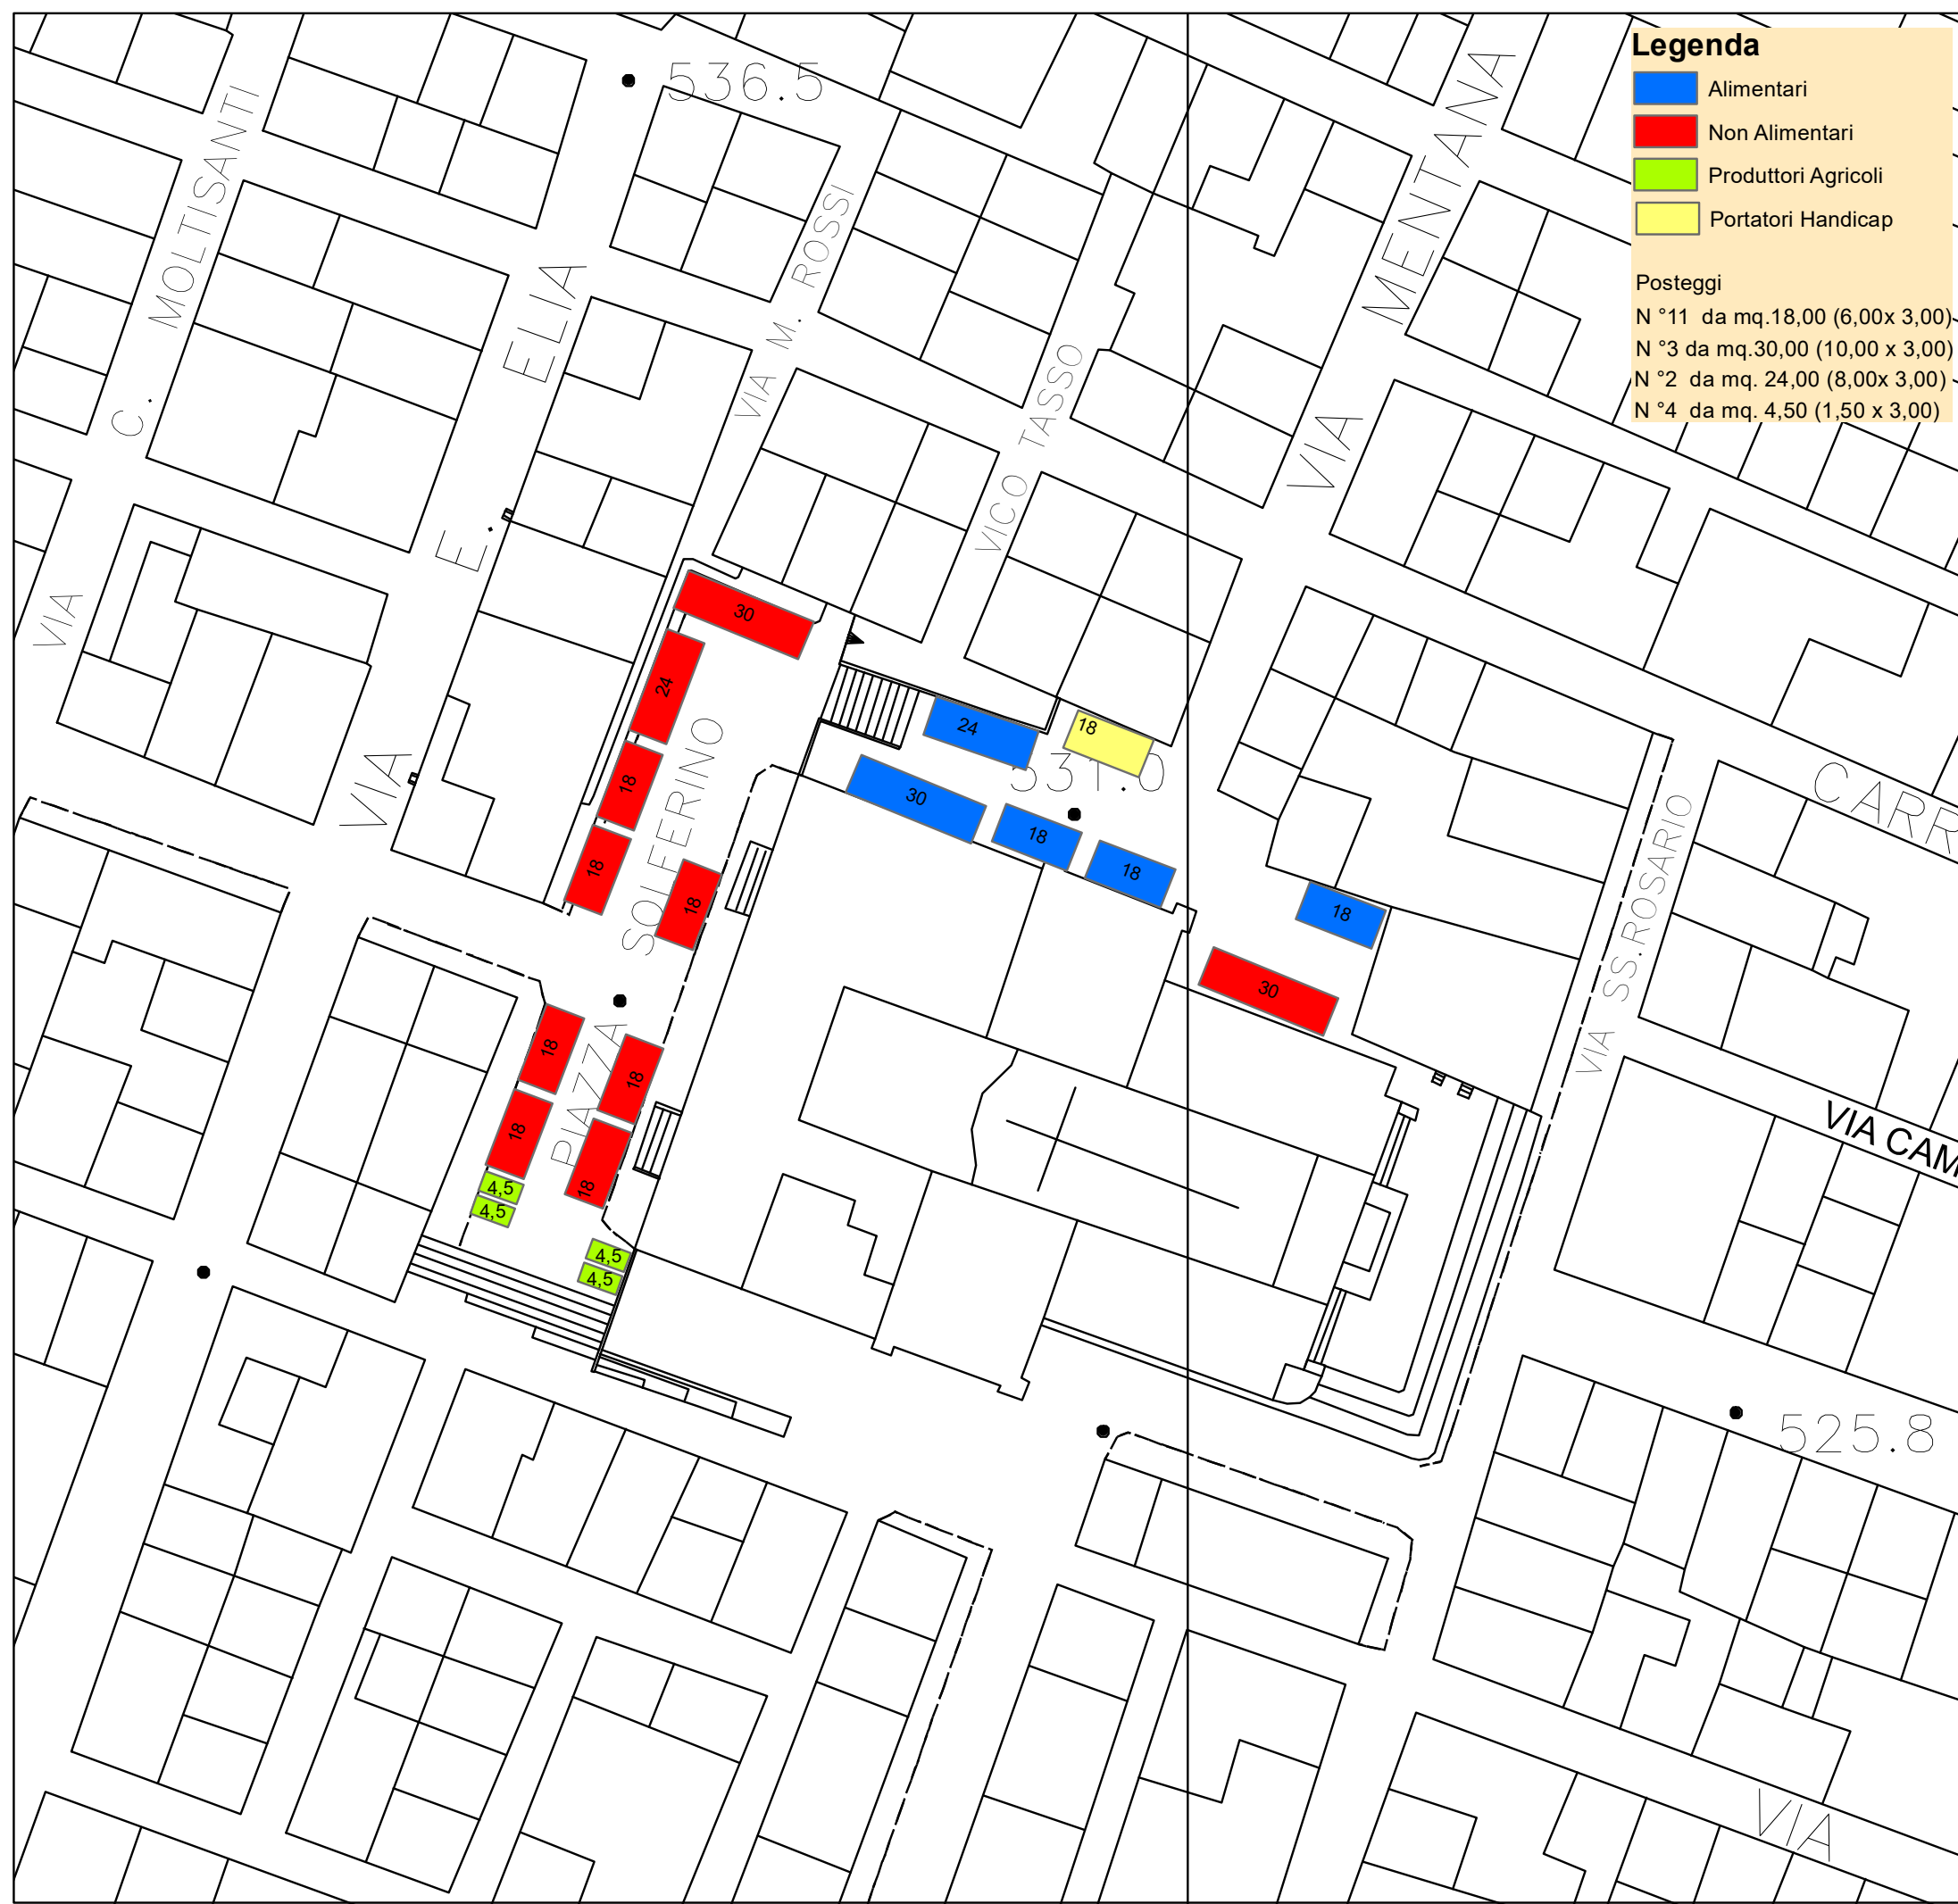 Legenda
Alimentari
Non Alimentari
Produttori Agricoli
Portatori Handicap
Posteggi
N °11 da mq.18,00 (6,00x 3,00)
N °3 da mq.30,00 (10,00 x 3,00)
N °2 da mq. 24,00 (8,00x 3,00)
N °4 da mq. 4,50 (1,50 x 3,00)
536.5
VIA C. MOLTISANTI
VIA E. ELIA
VIA M. ROSSI
VICO TASSO
VIA MENTANA
PIAZZA SOLFERINO
531.0
VIA SS.ROSARIO
CARR
VIA CAM
525.8
VIA
30
24
18
18
18
24
18
30
18
18
18
30
18
18
18
18
4,5
4,5
4,5
4,5